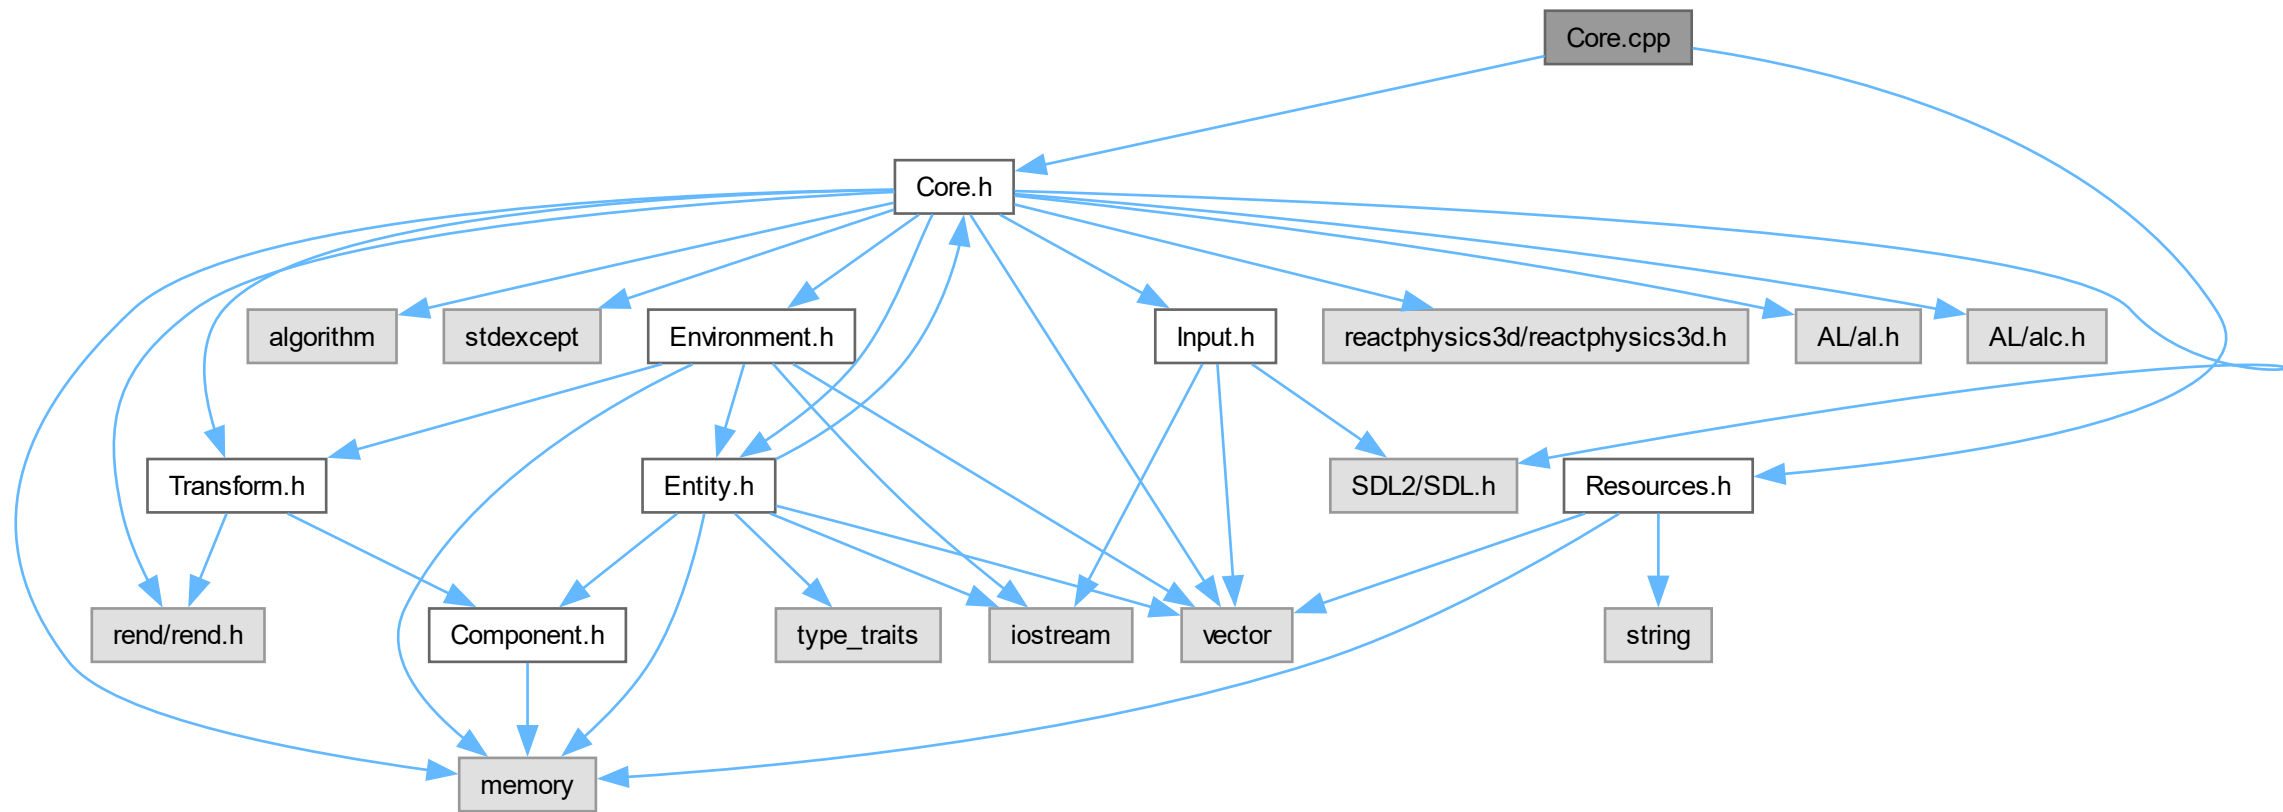 Core.cpp
Core.h
algorithm
stdexcept
Environment.h
Input.h
reactphysics3d/reactphysics3d.h
AL/al.h
AL/alc.h
Transform.h
Entity.h
SDL2/SDL.h
Resources.h
rend/rend.h
Component.h
type_traits
iostream
vector
string
memory